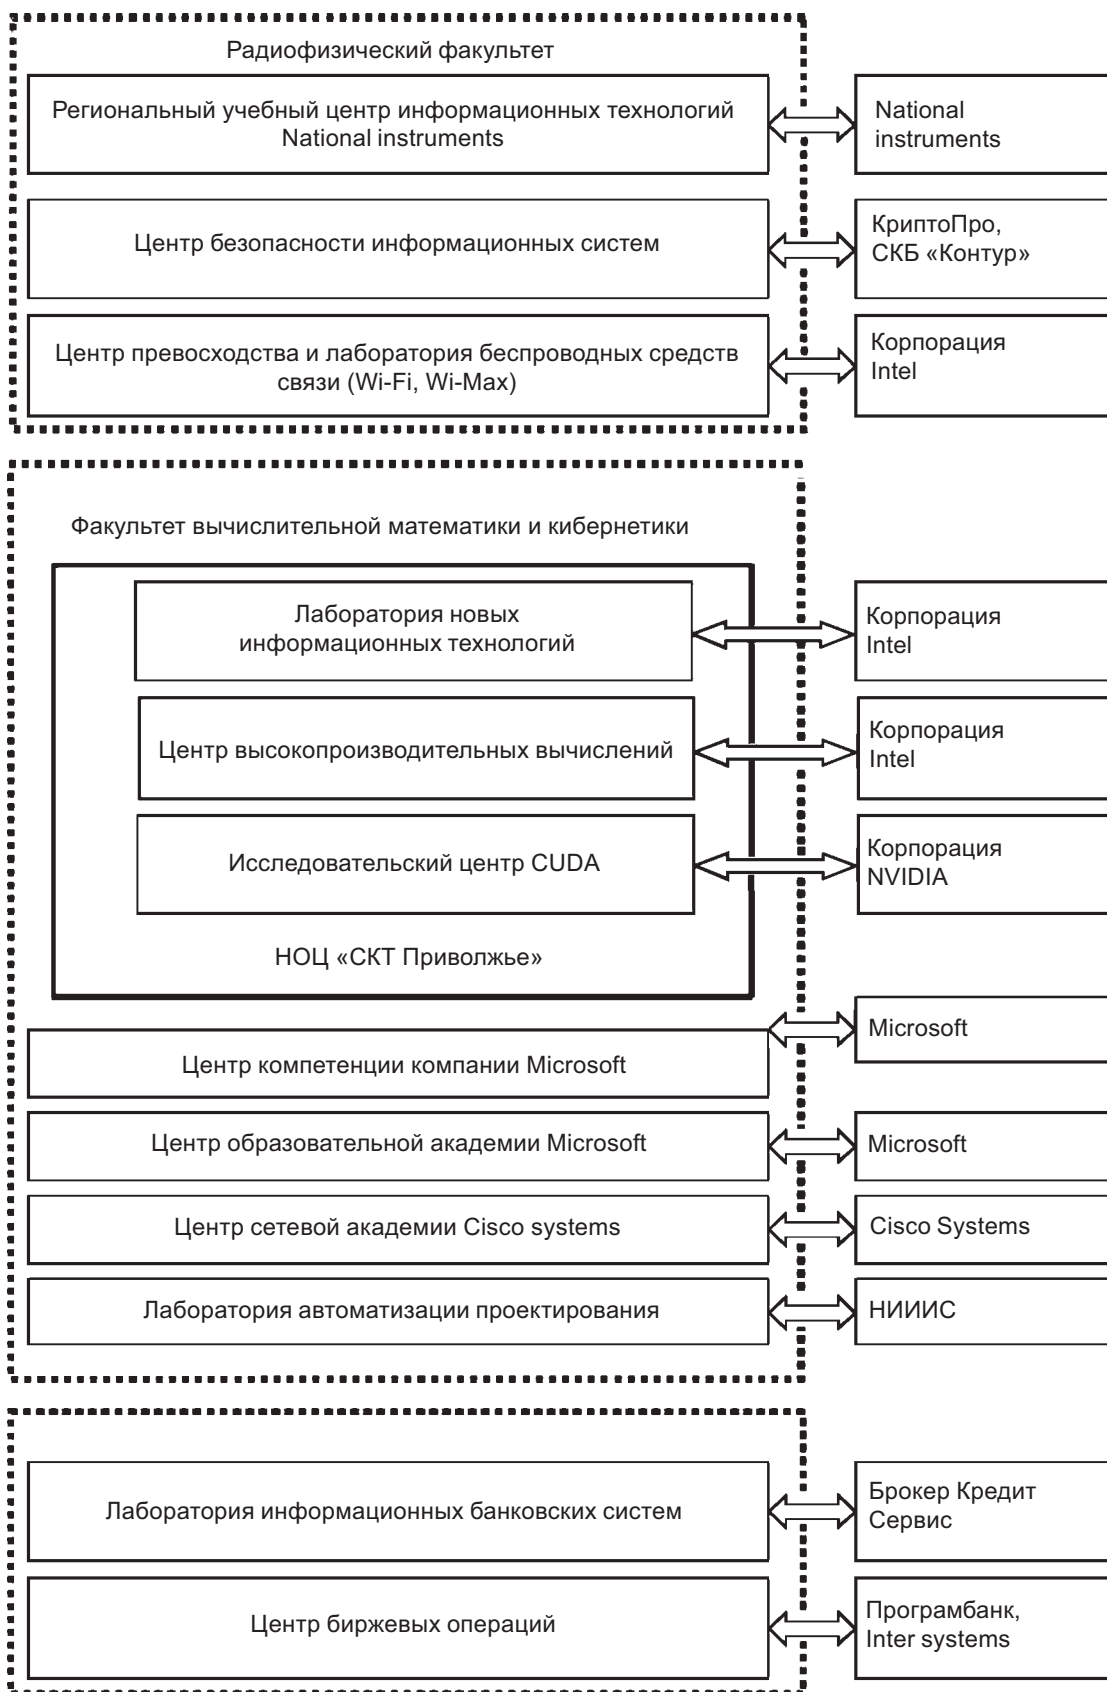 Радиофизический факультет
Региональный учебный центр информационных технологий
National instruments
National
instruments
Центр безопасности информационных систем
КриптоПро,
СКБ «Контур»
Центр превосходства и лаборатория беспроводных средств
связи (Wi-Fi, Wi-Max)
Корпорация
Intel
Факультет вычислительной математики и кибернетики
Лаборатория новых
информационных технологий
Корпорация
Intel
Центр высокопроизводительных вычислений
Корпорация
Intel
Исследовательский центр CUDA
Корпорация
NVIDIA
НОЦ «СКТ Приволжье»
Центр компетенции компании Microsoft
Microsoft
Центр образовательной академии Microsoft
Microsoft
Центр сетевой академии Cisco systems
Cisco Systems
Лаборатория автоматизации проектирования
НИИИС
Лаборатория информационных банковских систем
Брокер Кредит
Сервис
Центр биржевых операций
Програмбанк,
Inter systems